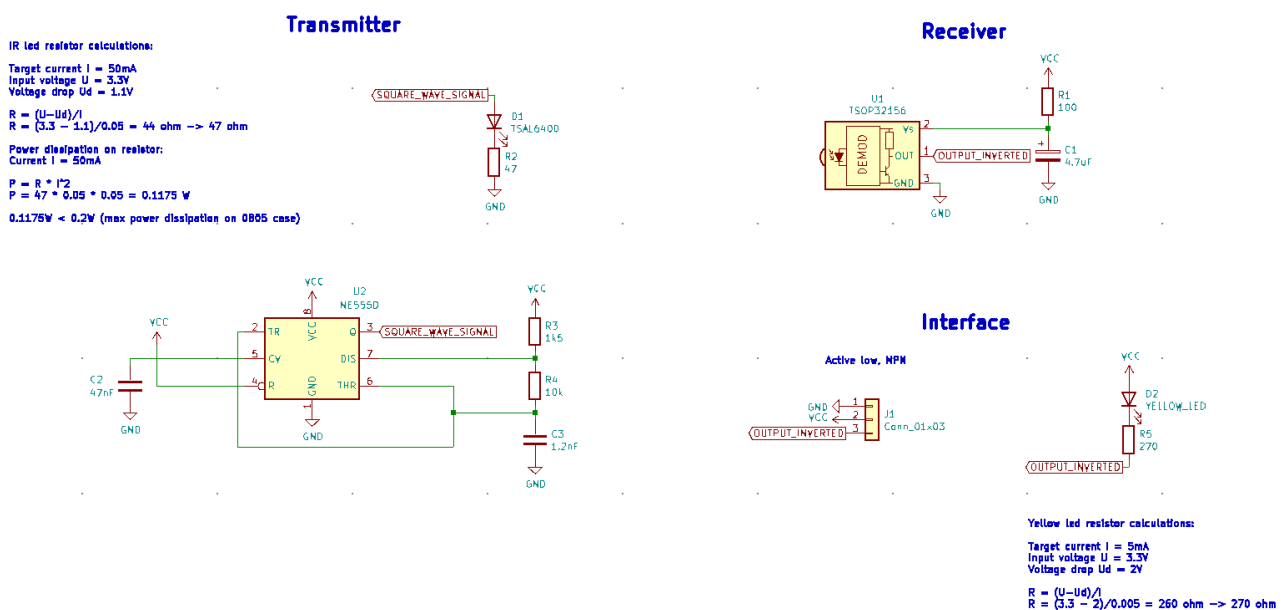 Transmitter
IR led resistor calculations:
Target current I = 50mA
Input voltage U = 3.3V
Voltage drop Ud = 1.1V
R = (U-Ud)/I
R = (3.3 - 1.1)/0.05 = 44 ohm -> 47 ohm
Power dissipation on resistor:
Current I = 50mA
P = R * I^2
P = 47 * 0.05 * 0.05 = 0.1175 W
0.1175W < 0.2W (max power dissipation on 0805 case)
SQUARE_WAVE_SIGNAL
D1
TSAL6400
R2
47
GND
Receiver
VCC
R1
100
U1
TSOP32156
DEMOD
Vs
2
OUT
1
OUTPUT_INVERTED
GND
3
GND
+
C1
4.7uF
GND
VCC
C2
47nF
GND
VCC
U2
NE555D
8
VCC
2
TR
5
CV
4
R
Q
3
SQUARE_WAVE_SIGNAL
DIS
7
THR
6
GND
1
GND
VCC
R3
1k5
R4
10k
C3
1.2nF
GND
Interface
Active low, NPN
GND
1
VCC
2
OUTPUT_INVERTED
3
J1
Conn_01x03
VCC
D2
YELLOW_LED
R5
270
OUTPUT_INVERTED
Yellow led resistor calculations:
Target current I = 5mA
Input voltage U = 3.3V
Voltage drop Ud = 2V
R = (U-Ud)/I
R = (3.3 - 2)/0.005 = 260 ohm -> 270 ohm